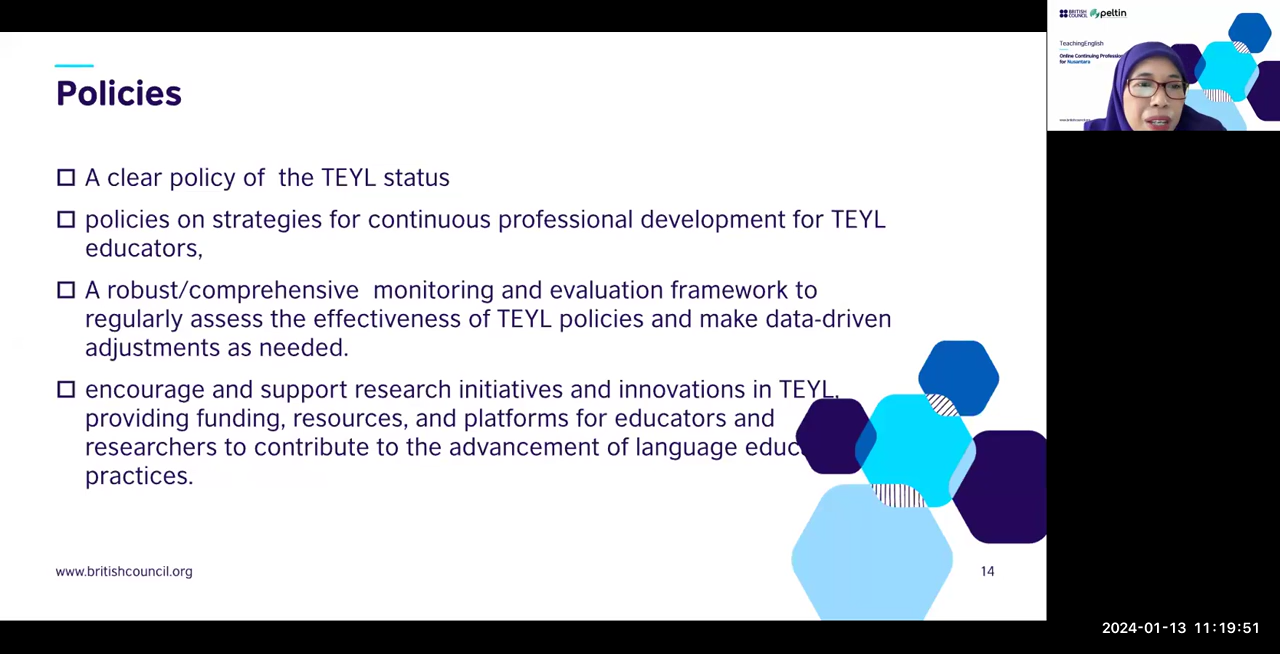 Policies
A clear policy of  the TEYL status
policies on strategies for continuous professional development for TEYL
educators,
A robust/comprehensive  monitoring and evaluation framework to
regularly assess the effectiveness of TEYL policies and make data-driven
adjustments as needed.
encourage and support research initiatives and innovations in TEYL,
providing funding, resources, and platforms for educators and
researchers to contribute to the advancement of language educ
practices.
www.britishcouncil.org
14
BRITISH
COUNCIL
peltin
TeachingEnglish
Online Continuing Profession
for Nusantara
2024-01-13 11:19:51